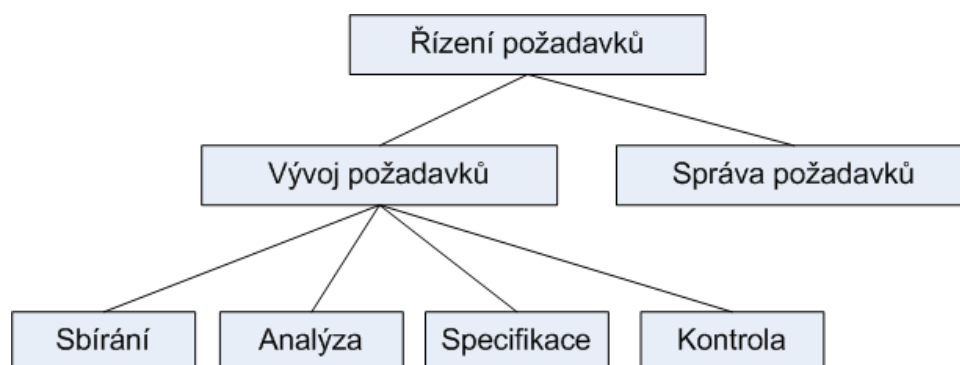 Řízení požadavků
Vývoj požadavků
Správa požadavků
Sbírání
Analýza
Specifikace
Kontrola